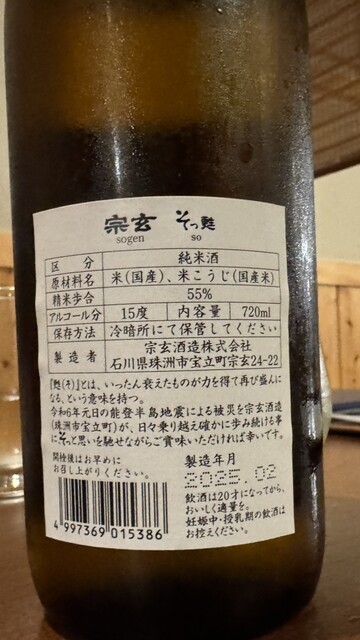 宗玄 そっ甦
sogen so
区分 純米酒
原材料名 米(国産)、米こうじ(国産米)
精米歩合 55%
アルコール分 15度 内容量 720ml
保存方法 冷暗所にて保管してください
製造者 宗玄酒造株式会社
石川県珠洲市宝立町宗玄24-22
「甦(そ)」とは、いったん衰えたものが力を得て再び盛んに
なる、という意味を持つ。
令和6年元日の能登半島地震による被災を宗玄酒造
(珠洲市宝立町)が、日々乗り越え確かに歩み続ける事
にそっと思いを馳せながらご賞味いただければ幸いです。
開栓後はお早めに
お召し上がりください。
4997369015386
製造年月
2025.02
飲酒は20才になってから。
おいしく適量を。
妊娠中・授乳期の飲酒は
お控えください。